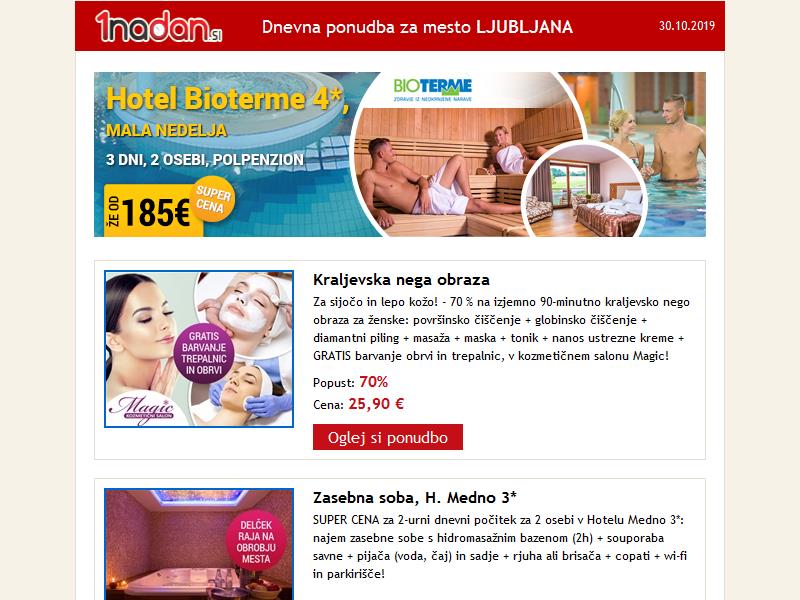 1nadan.si
Dnevna ponudba za mesto LJUBLJANA
30.10.2019
Hotel Bioterme 4*,
MALA NEDELJA
3 DNI, 2 OSEBI, POLPENZION
ŽE OD
185€
SUPER
CENA
BIOTERME
ZDRAVJE IZ NEOKRNJENE NARAVE
GRATIS
BARVANJE
TREPALNIC
IN OBRVI
Magic
KOZMETIČNI SALON
Kraljevska nega obraza
Za sijočo in lepo kožo! - 70 % na izjemno 90-minutno kraljevsko nego
obraza za ženske: površinsko čiščenje + globinsko čiščenje +
diamantni piling + masaža + maska + tonik + nanos ustrezne kreme +
GRATIS barvanje obrvi in trepalnic, v kozmetičnem salonu Magic!
Popust: 70%
Cena: 25,90 €
Oglej si ponudbo
DELČEK
RAJA NA
OBROBJU
MESTA
Zasebna soba, H. Medno 3*
SUPER CENA za 2-urni dnevni počitek za 2 osebi v Hotelu Medno 3*:
najem zasebne sobe s hidromasažnim bazenom (2h) + souporaba
savne + pijača (voda, čaj) in sadje + rjuha ali brisača + copati + wi-fi
in parkirišče!